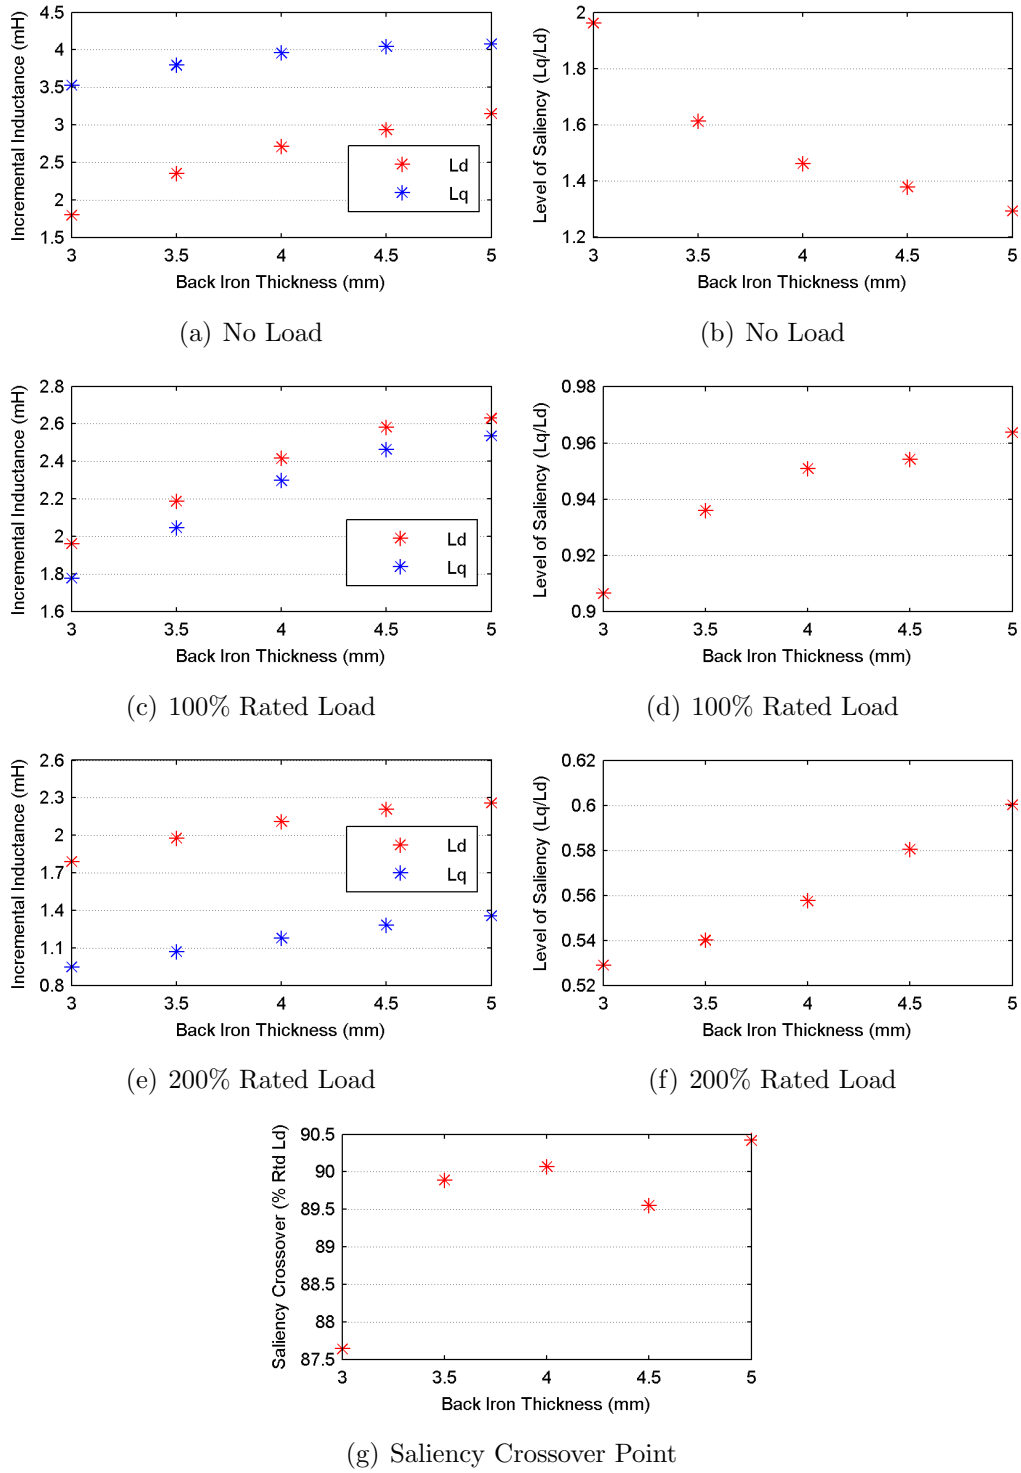 4.5
4
3.5
3
2.5
2
1.5
Incremental Inductance (mH)
Ld
Lq
3 3.5 4 4.5 5
Back Iron Thickness (mm)
(a) No Load
2
1.8
1.6
1.4
1.2
Level of Saliency (Lq/Ld)
3 3.5 4 4.5 5
Back Iron Thickness (mm)
(b) No Load
2.8
2.6
2.4
2.2
2
1.8
1.6
Incremental Inductance (mH)
Ld
Lq
3 3.5 4 4.5 5
Back Iron Thickness (mm)
(c) 100% Rated Load
0.98
0.96
0.94
0.92
0.9
Level of Saliency (Lq/Ld)
3 3.5 4 4.5 5
Back Iron Thickness (mm)
(d) 100% Rated Load
2.6
2.3
2
1.7
1.4
1.1
0.8
Incremental Inductance (mH)
Ld
Lq
3 3.5 4 4.5 5
Back Iron Thickness (mm)
(e) 200% Rated Load
0.62
0.6
0.58
0.56
0.54
0.52
Level of Saliency (Lq/Ld)
3 3.5 4 4.5 5
Back Iron Thickness (mm)
(f) 200% Rated Load
90.5
90
89.5
89
88.5
88
87.5
Saliency Crossover (% Rtd Ld)
3 3.5 4 4.5 5
Back Iron Thickness (mm)
(g) Saliency Crossover Point